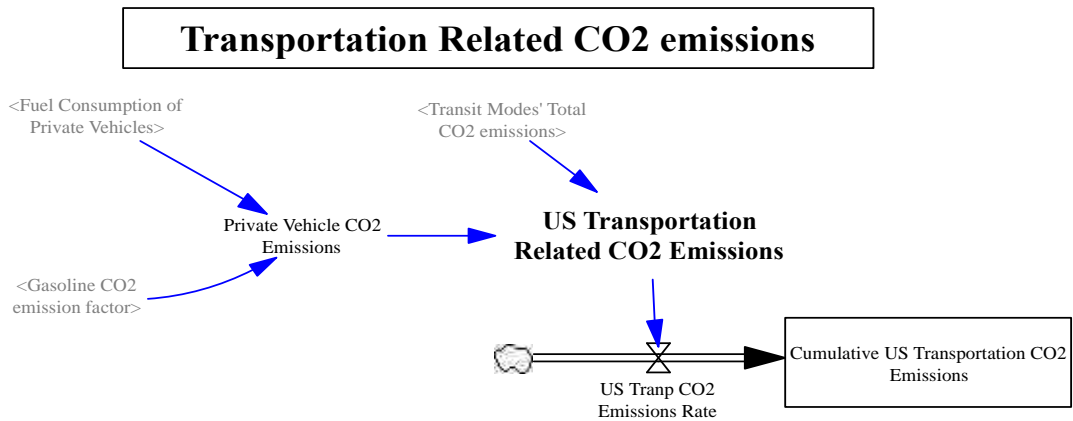 Transportation Related CO2 emissions
<Fuel Consumption of
Private Vehicles>
<Transit Modes' Total
CO2 emissions>
Private Vehicle CO2
Emissions
US Transportation
Related CO2 Emissions
<Gasoline CO2
emission factor>
Cumulative US Transportation CO2
Emissions
US Tranp CO2
Emissions Rate